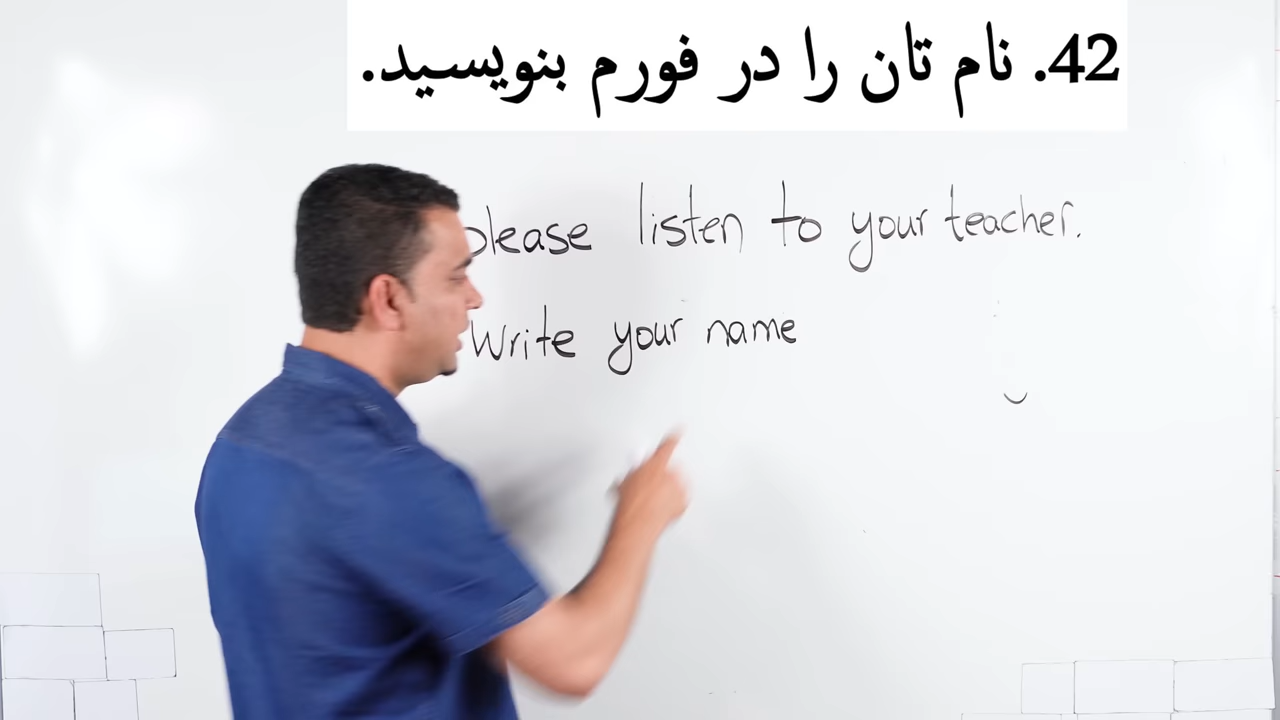 42. نام تان را در فورم بنویسید.
please listen to your teacher.
Write your name